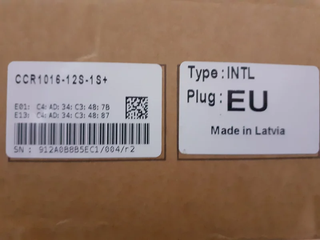 CCR1016-12S-1S+
E01: C4:AD:34:C3:48:7B
E13: C4:AD:34:C3:48:87
SN : 912A0B8B5EC1/004/r2
Type : INTL
Plug : EU
Made in Latvia